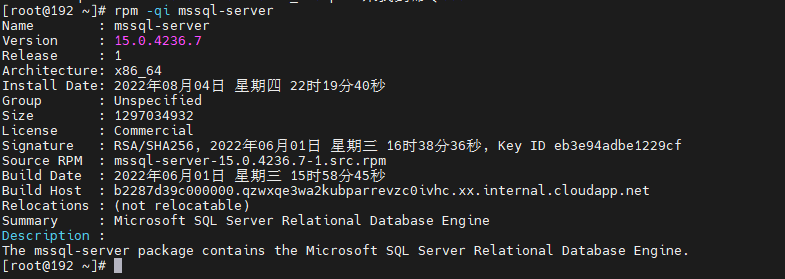 [root@192 ~]# rpm -qi mssql-server
Name        : mssql-server
Version     : 15.0.4236.7
Release     : 1
Architecture: x86_64
Install Date: 2022年08月04日 星期四 22时19分40秒
Group       : Unspecified
Size        : 1297034932
License     : Commercial
Signature   : RSA/SHA256, 2022年06月01日 星期三 16时38分36秒, Key ID eb3e94adbe1229cf
Source RPM  : mssql-server-15.0.4236.7-1.src.rpm
Build Date  : 2022年06月01日 星期三 15时58分45秒
Build Host  : b2287d39c000000.qzwxqe3wa2kubparrevzc0ivhc.xx.internal.cloudapp.net
Relocations : (not relocatable)
Summary     : Microsoft SQL Server Relational Database Engine
Description :
The mssql-server package contains the Microsoft SQL Server Relational Database Engine.
[root@192 ~]#